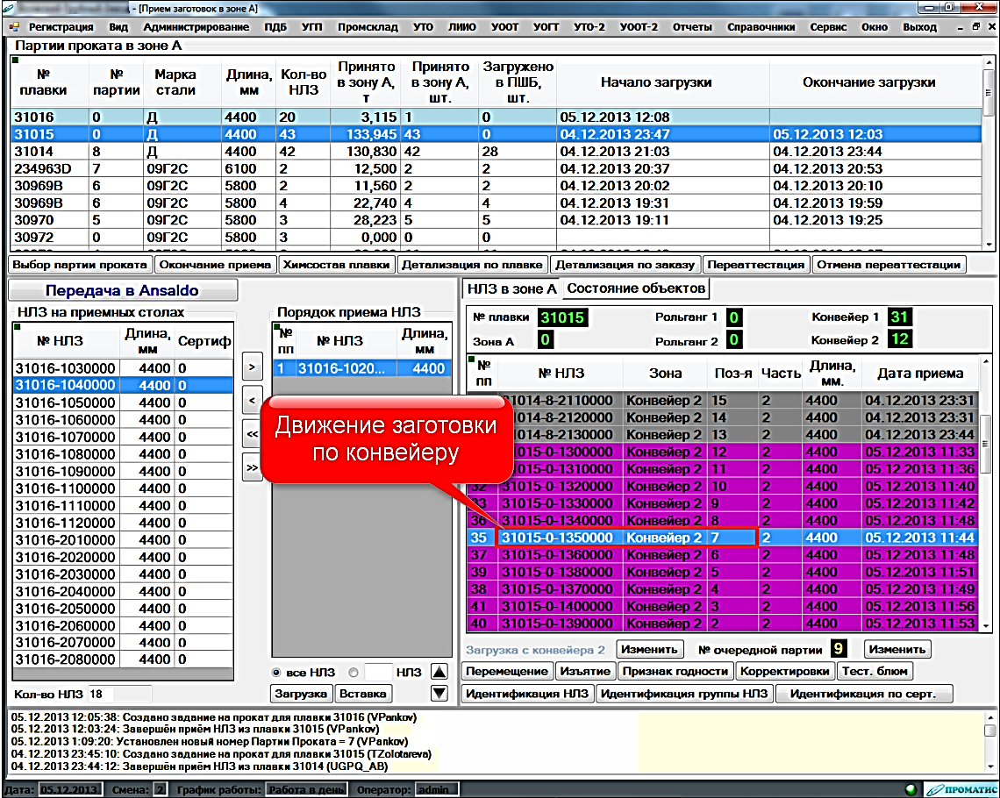 - [Прием заготовок в зоне А]
Регистрация Вид Администрирование ПДБ УГП Промсклад УТО ЛИИО УООТ УОГТ УТО-2 УООТ-2 Отчеты Справочники Сервис Окно Выход
Партии проката в зоне А
№ плавки № партии Марка стали Длина, мм Кол-во НЛЗ Принято в зону А, т Принято в зону А, шт. Загружено в ПШБ, шт. Начало загрузки Окончание загрузки
31016 0 Д 4400 20 3,115 1 0 05.12.2013 12:08
31015 0 Д 4400 43 133,945 43 0 04.12.2013 23:47 05.12.2013 12:03
31014 8 Д 4400 42 130,830 42 28 04.12.2013 21:03 04.12.2013 23:44
234963D 7 09Г2С 6100 2 12,500 2 2 04.12.2013 20:37 04.12.2013 20:53
30969В 6 09Г2С 5800 2 11,560 2 2 04.12.2013 20:02 04.12.2013 20:10
30969В 6 09Г2С 5800 4 22,740 4 4 04.12.2013 19:31 04.12.2013 19:59
30970 5 09Г2С 5800 3 28,223 5 5 04.12.2013 19:11 04.12.2013 19:25
30972 0 09Г2С 5800 3 0,000 0 0
Выбор партии проката Окончание приема Химсостав плавки Детализация по плавке Детализация по заказу Переаттестация Отмена переаттестации
Передача в Ansaldo
НЛЗ на приемных столах
№ НЛЗ Длина, мм Сертиф
31016-1030000 4400 0
31016-1040000 4400 0
31016-1050000 4400 0
31016-1060000 4400 0
31016-1070000 4400 0
31016-1080000 4400 0
31016-1090000 4400 0
31016-1100000 4400 0
31016-1110000 4400 0
31016-1120000 4400 0
31016-2010000 4400 0
31016-2020000 4400 0
31016-2030000 4400 0
31016-2040000 4400 0
31016-2050000 4400 0
31016-2060000 4400 0
31016-2070000 4400 0
31016-2080000 4400 0
Кол-во НЛЗ 18
>
<
<<
>>
Порядок приема НЛЗ
№ пп № НЛЗ Длина, мм
1 31016-1020... 4400
Движение заготовки
по конвейеру
все НЛЗ НЛЗ
Загрузка Вставка
НЛЗ в зоне А Состояние объектов
№ плавки 31015 Рольганг 1 0 Конвейер 1 31
Зона А 0 Рольганг 2 0 Конвейер 2 12
№ пп № НЛЗ Зона Поз-я Часть Длина, мм. Дата приема
1014-8-2110000 Конвейер 2 15 2 4400 04.12.2013 23:31
1014-8-2120000 Конвейер 2 14 2 4400 04.12.2013 23:31
1014-8-2130000 Конвейер 2 13 2 4400 04.12.2013 23:44
1015-0-1300000 Конвейер 2 12 2 4400 05.12.2013 11:33
31015-0-1310000 Конвейер 2 11 2 4400 05.12.2013 11:36
32 31015-0-1320000 Конвейер 2 10 2 4400 05.12.2013 11:40
33 31015-0-1330000 Конвейер 2 9 2 4400 05.12.2013 11:42
36 31015-0-1340000 Конвейер 2 8 2 4400 05.12.2013 11:48
35 31015-0-1350000 Конвейер 2 7 2 4400 05.12.2013 11:44
37 31015-0-1360000 Конвейер 2 6 2 4400 05.12.2013 11:48
39 31015-0-1380000 Конвейер 2 5 2 4400 05.12.2013 11:51
38 31015-0-1370000 Конвейер 2 4 2 4400 05.12.2013 11:49
41 31015-0-1400000 Конвейер 2 3 2 4400 05.12.2013 11:56
40 31015-0-1390000 Конвейер 2 2 2 4400 05.12.2013 11:53
Загрузка с конвейера 2 Изменить № очередной партии 9 Изменить
Перемещение Изъятие Признак годности Корректировки Тест. блюм
Идентификация НЛЗ Идентификация группы НЛЗ Идентификация по серт.
05.12.2013 12:05:38: Создано задание на прокат для плавки 31016 (VPankov)
05.12.2013 12:03:24: Завершён приём НЛЗ из плавки 31015 (VPankov)
05.12.2013 1:09:20: Установлен новый номер Партии Проката = 7 (VPankov)
04.12.2013 23:45:10: Создано задание на прокат для плавки 31015 (TZolotareva)
04.12.2013 23:44:12: Завершён приём НЛЗ из плавки 31014 (UGPQ_AB)
Дата: 05.12.2013 Смена: 2 График работы: Работа в день Оператор: admin ПРОМАТИС